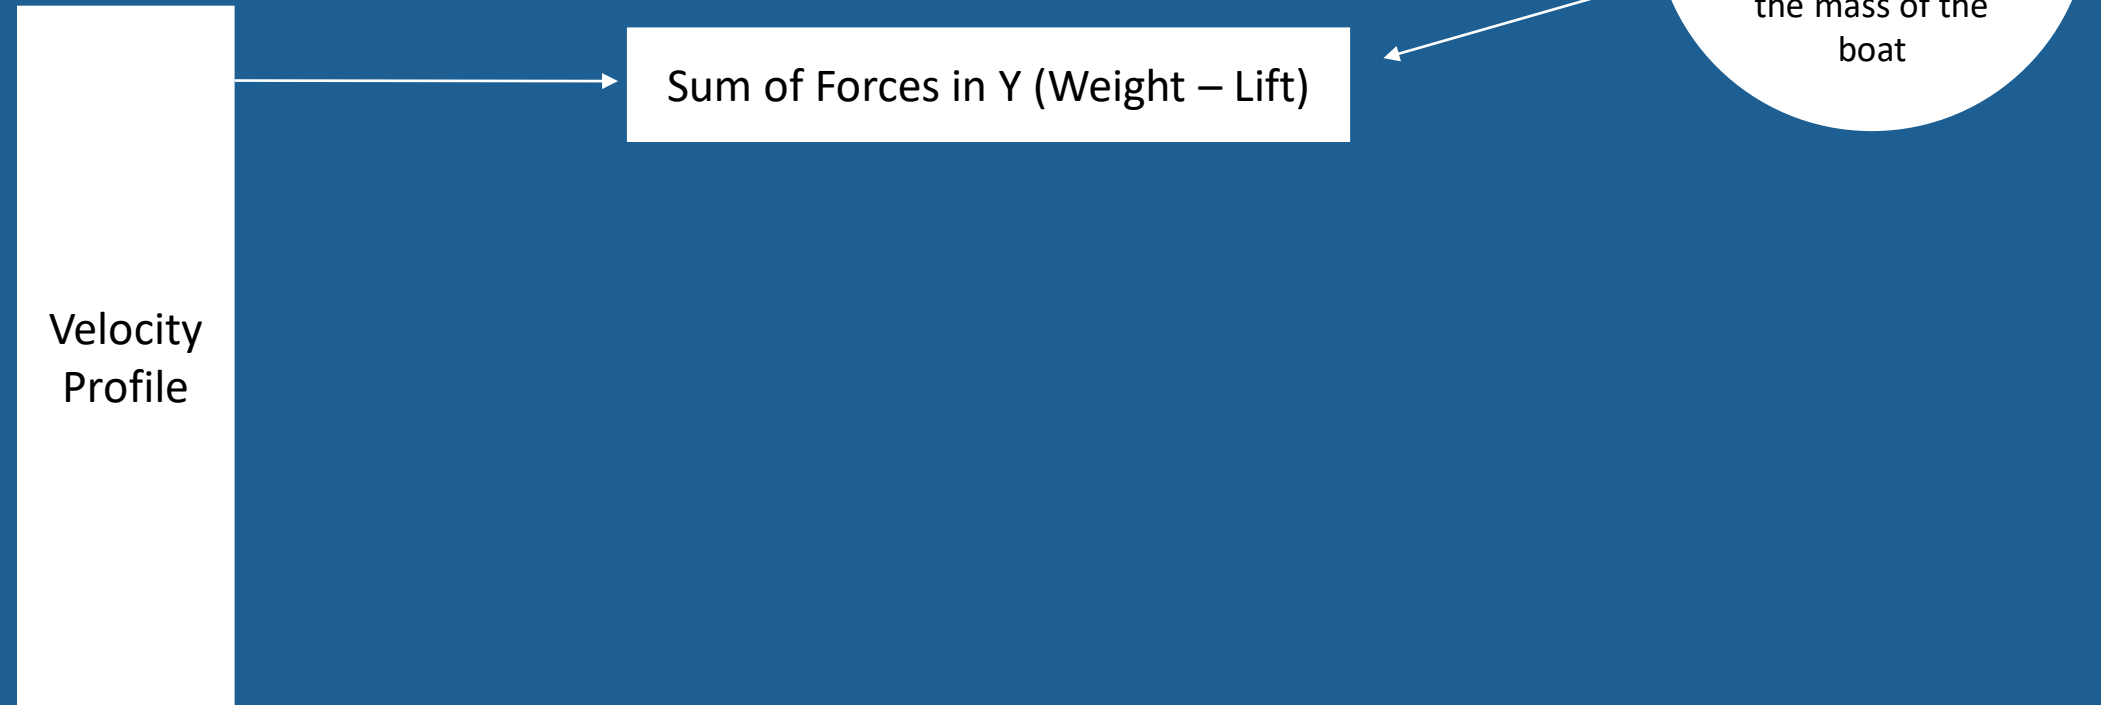 the mass of the
boat
Sum of Forces in Y (Weight – Lift)
Velocity
Profile